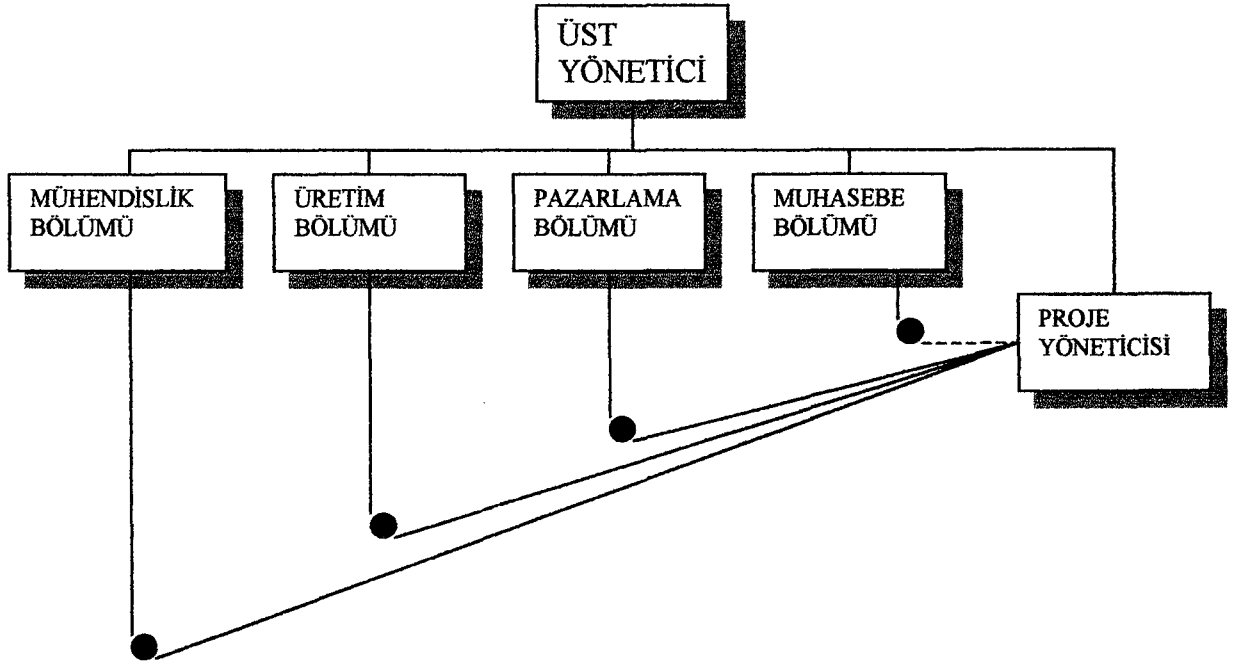 ÜST
YÖNETİCİ
MÜHENDİSLİK
BÖLÜMÜ
ÜRETİM
BÖLÜMÜ
PAZARLAMA
BÖLÜMÜ
MUHASEBE
BÖLÜMÜ
PROJE
YÖNETİCİSİ